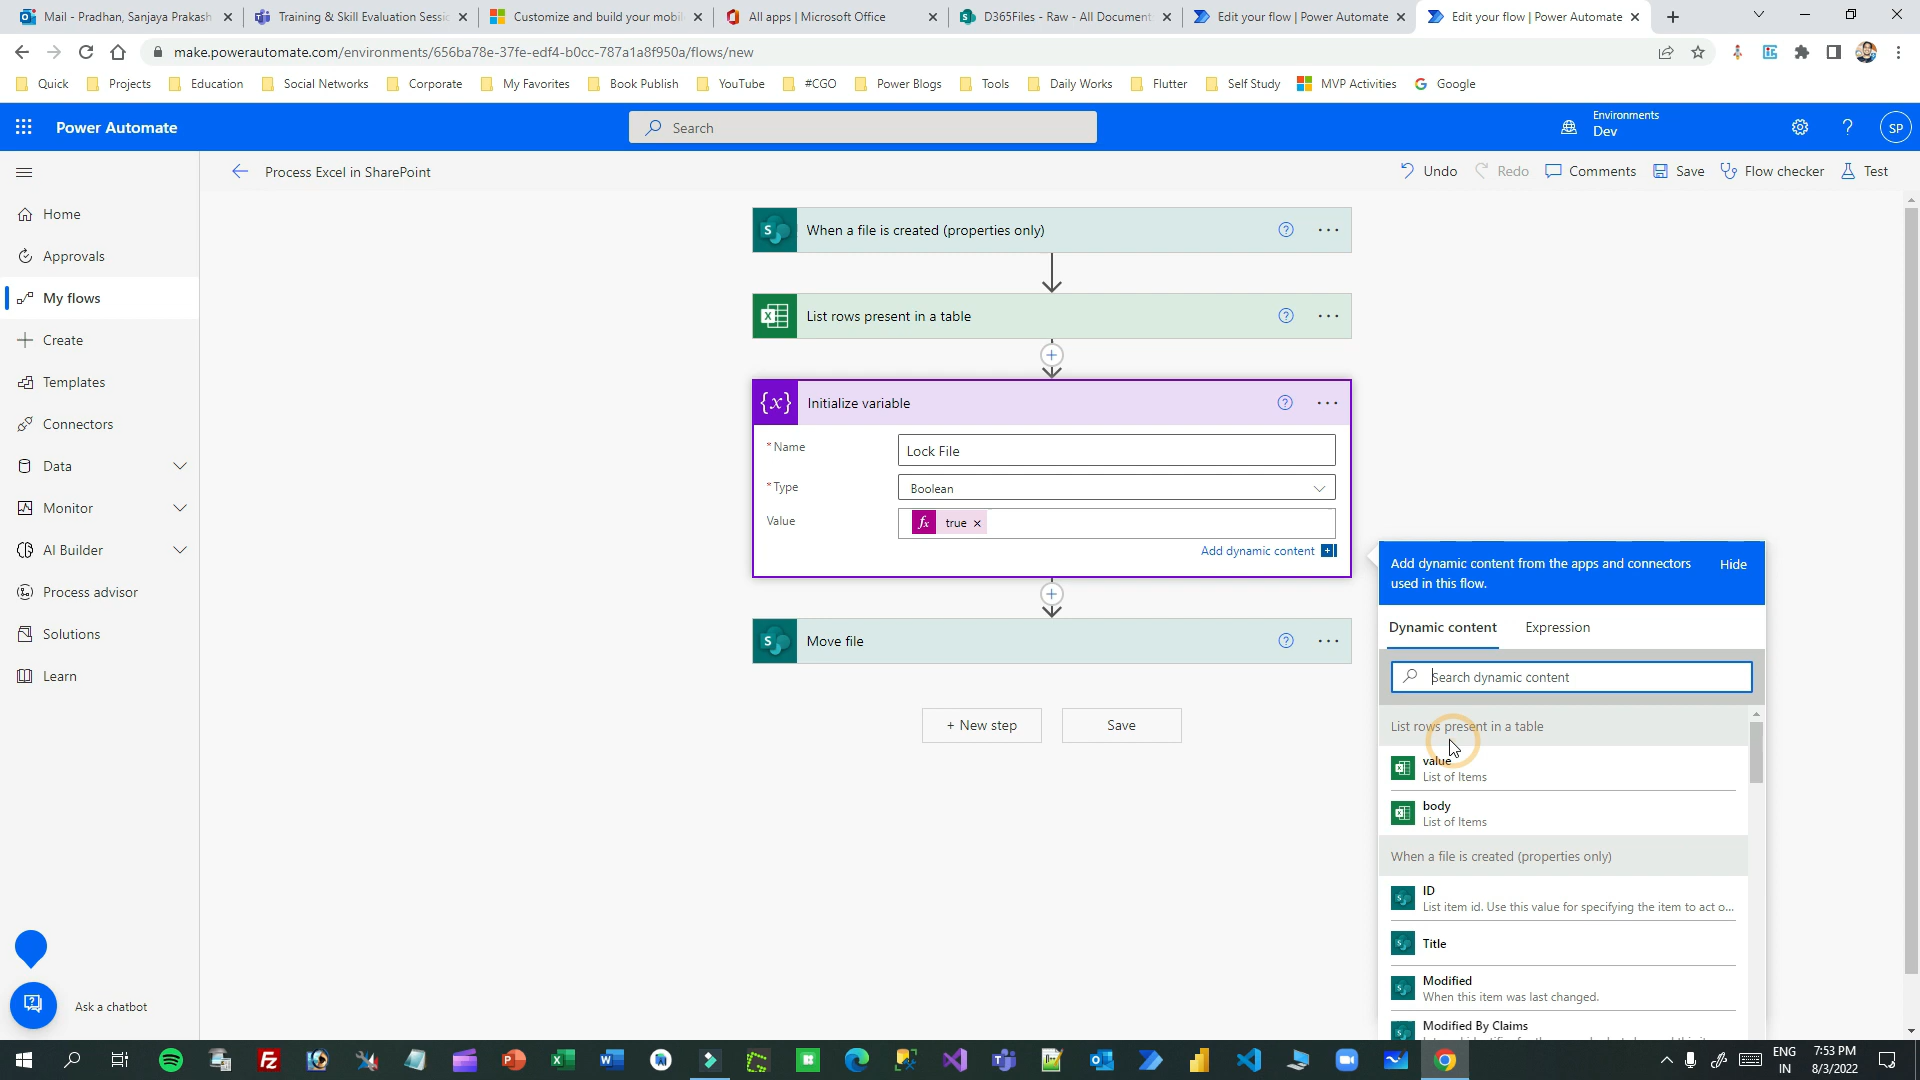 Mail - Pradhan, Sanjaya Prakash
Training & Skill Evaluation Sessio
Customize and build your mobil
All apps | Microsoft Office
D365Files - Raw - All Document
Edit your flow | Power Automate
Edit your flow | Power Automate
make.powerautomate.com/environments/656ba78e-37fe-edf4-b0cc-787a1a8f950a/flows/new
Quick
Projects
Education
Social Networks
Corporate
My Favorites
Book Publish
YouTube
#CGO
Power Blogs
Tools
Daily Works
Flutter
Self Study
MVP Activities
Google
Power Automate
Search
Environments
Dev
SP
Process Excel in SharePoint
Undo
Redo
Comments
Save
Flow checker
Test
Home
Approvals
My flows
Create
Templates
Connectors
Data
Monitor
AI Builder
Process advisor
Solutions
Learn
Ask a chatbot
When a file is created (properties only)
List rows present in a table
Initialize variable
* Name
Lock File
* Type
Boolean
Value
fx true
Add dynamic content
Move file
+ New step
Save
Add dynamic content from the apps and connectors
used in this flow.
Hide
Dynamic content
Expression
Search dynamic content
List rows present in a table
value
List of Items
body
List of Items
When a file is created (properties only)
ID
List item id. Use this value for specifying the item to act o...
Title
Modified
When this item was last changed.
Modified By Claims
ENG
IN
7:53 PM
8/3/2022